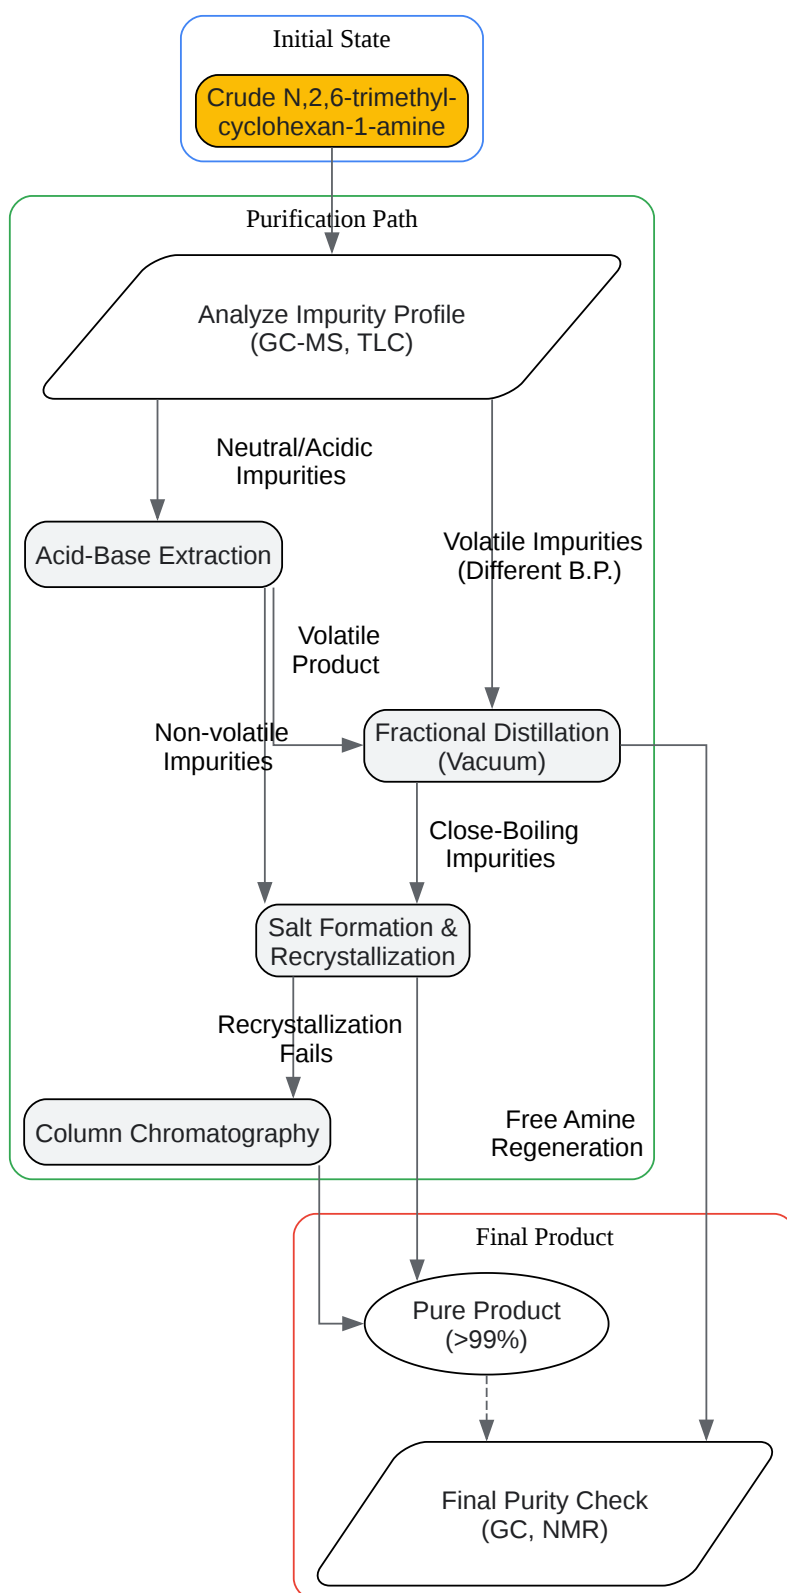 Initial State
Crude N,2,6-trimethyl-
cyclohexan-1-amine
Purification Path
Analyze Impurity Profile
(GC-MS, TLC)
Neutral/Acidic
Impurities
Acid-Base Extraction
Volatile Impurities
(Different B.P.)
Volatile
Product
Non-volatile
Impurities
Fractional Distillation
(Vacuum)
Close-Boiling
Impurities
Salt Formation &
Recrystallization
Recrystallization
Fails
Column Chromatography
Free Amine
Regeneration
Final Product
Pure Product
(>99%)
Final Purity Check
(GC, NMR)